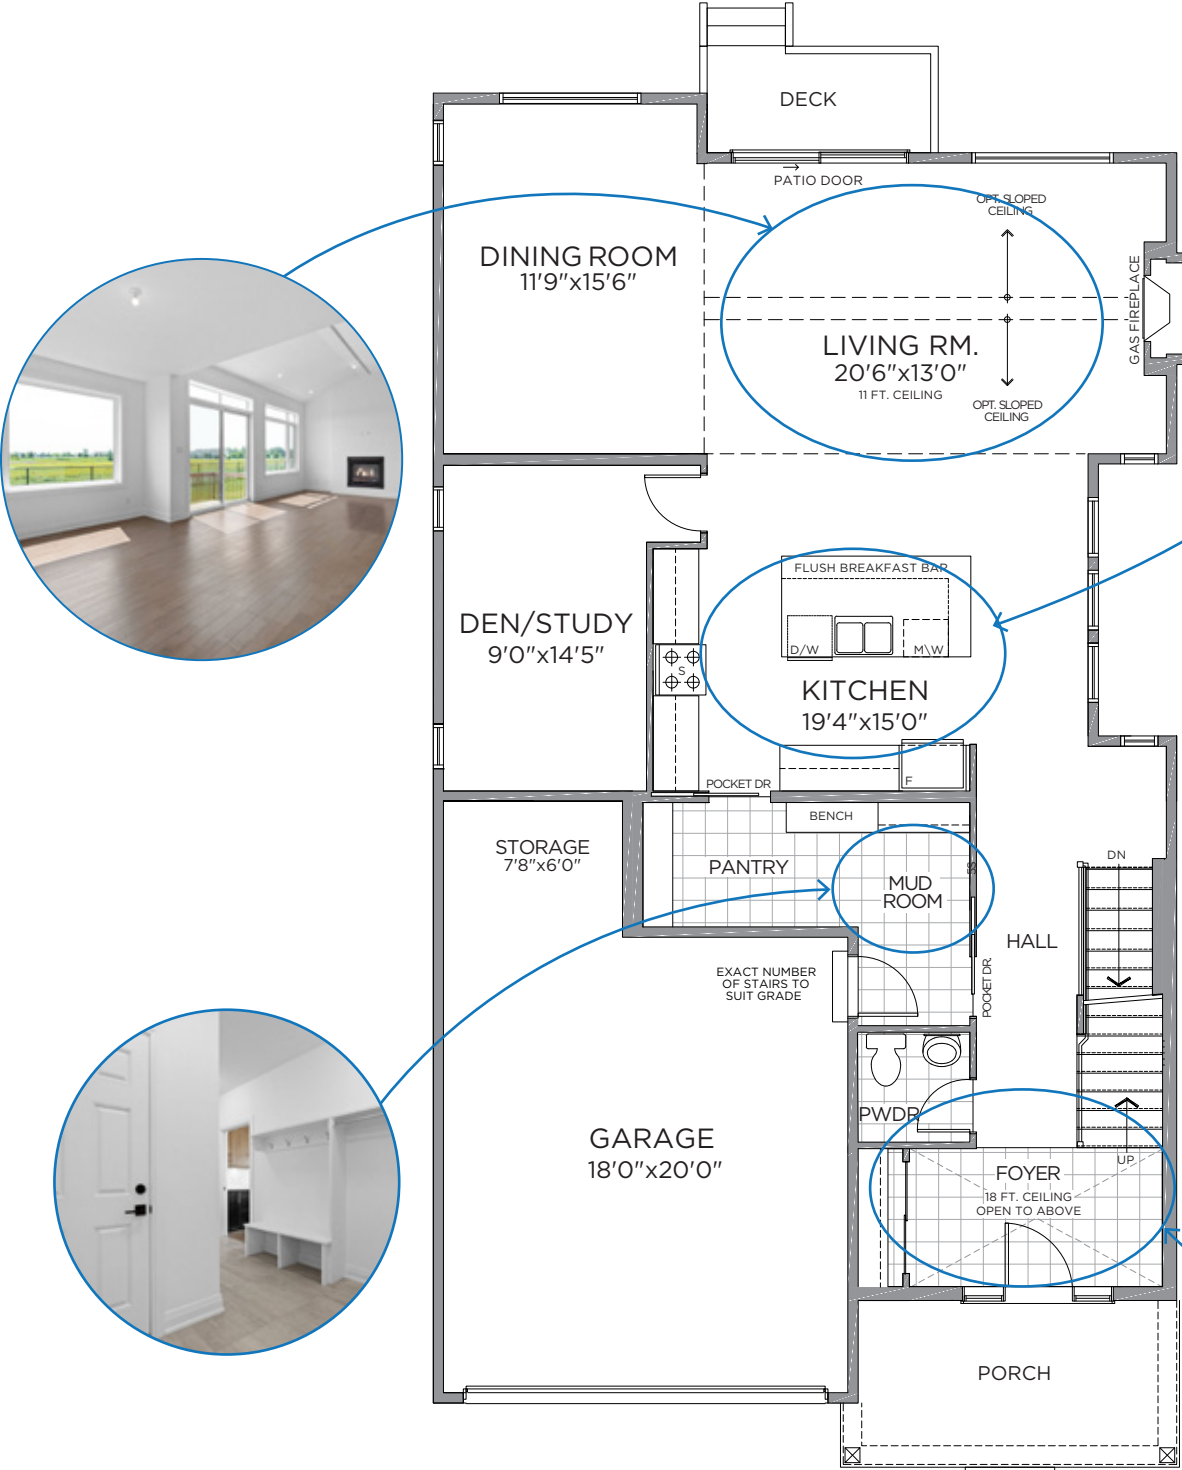 DECK
PATIO DOOR
OPT. SLOPED
CEILING
DINING ROOM
11'9"x15'6"
GAS FIREPLACE
LIVING RM.
20'6"x13'0"
11 FT. CEILING
OPT. SLOPED
CEILING
FLUSH BREAKFAST BAR
DEN/STUDY
9'0"x14'5"
D/W
M\W
S
KITCHEN
19'4"x15'0"
F
POCKET DR
BENCH
STORAGE
7'8"x6'0"
PANTRY
MUD
ROOM
5S
DN
HALL
EXACT NUMBER
OF STAIRS TO
SUIT GRADE
POCKET DR.
PWDR
GARAGE
18'0"x20'0"
UP
FOYER
18 FT. CEILING
OPEN TO ABOVE
PORCH